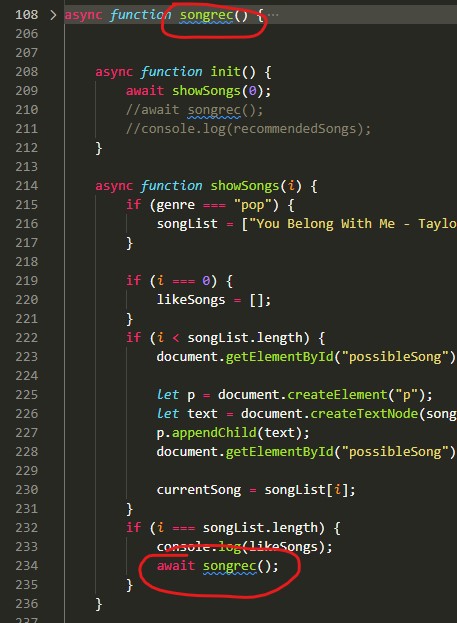 108 async function songrec() {…
206
207
208 async function init() {
209 await showSongs(0);
210 //await songrec();
211 //console.log(recommendedSongs);
212 }
213
214 async function showSongs(i) {
215 if (genre === "pop") {
216 songList = ["You Belong With Me - Taylo
217 }
218
219 if (i === 0) {
220 likeSongs = [];
221 }
222 if (i < songList.length) {
223 document.getElementById("possibleSong")
224
225 let p = document.createElement("p");
226 let text = document.createTextNode(song
227 p.appendChild(text);
228 document.getElementById("possibleSong")
229
230 currentSong = songList[i];
231 }
232 if (i === songList.length) {
233 console.log(likeSongs);
234 await songrec();
235 }
236 }
237